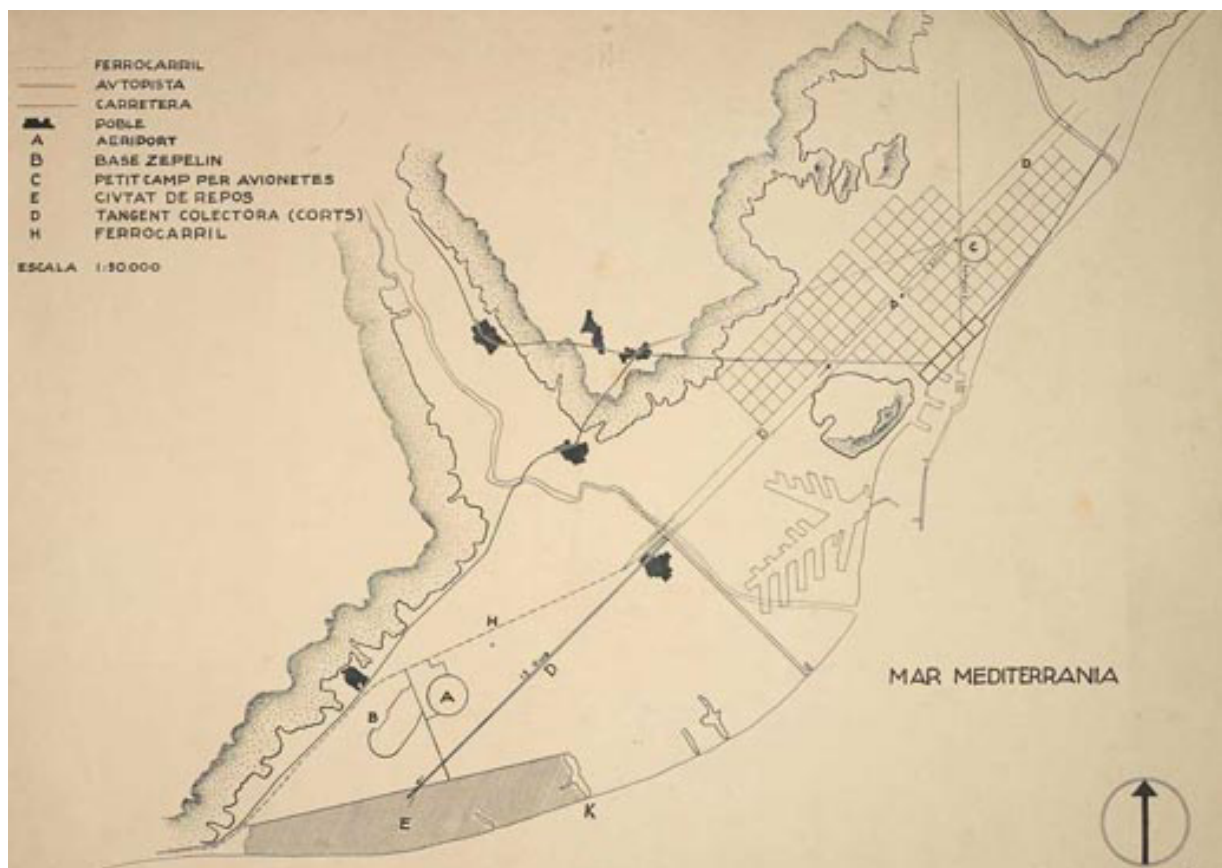 FERROCARRIL
AVTOPISTA
CARRETERA
POBLE
A AERIPORT
B BASE ZEPELIN
C PETIT CAMP PER AVIONETES
E CIVTAT DE REPOS
D TANGENT COLECTORA (CORTS)
H FERROCARRIL
ESCALA 1:50.000
D
C
D
D
H
D
A
B
MAR MEDITERRANIA
E
K